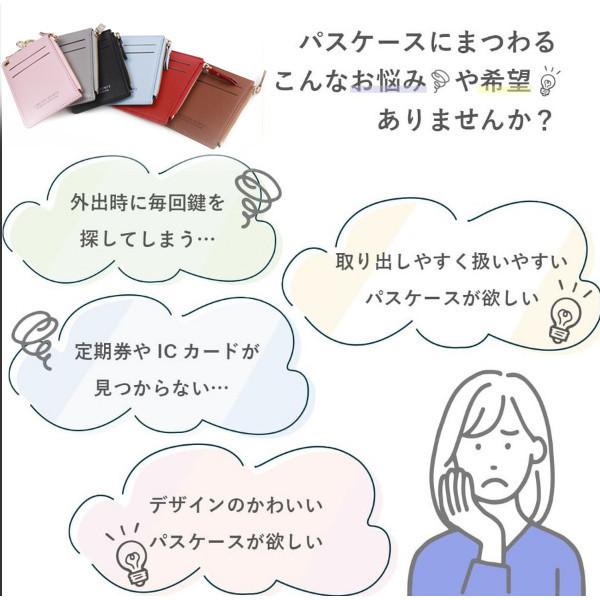 パスケースにまつわる
こんなお悩みや希望
ありませんか？
外出時に毎回鍵を
探してしまう…
取り出しやすく扱いやすい
パスケースが欲しい
定期券やICカードが
見つからない…
デザインのかわいい
パスケースが欲しい